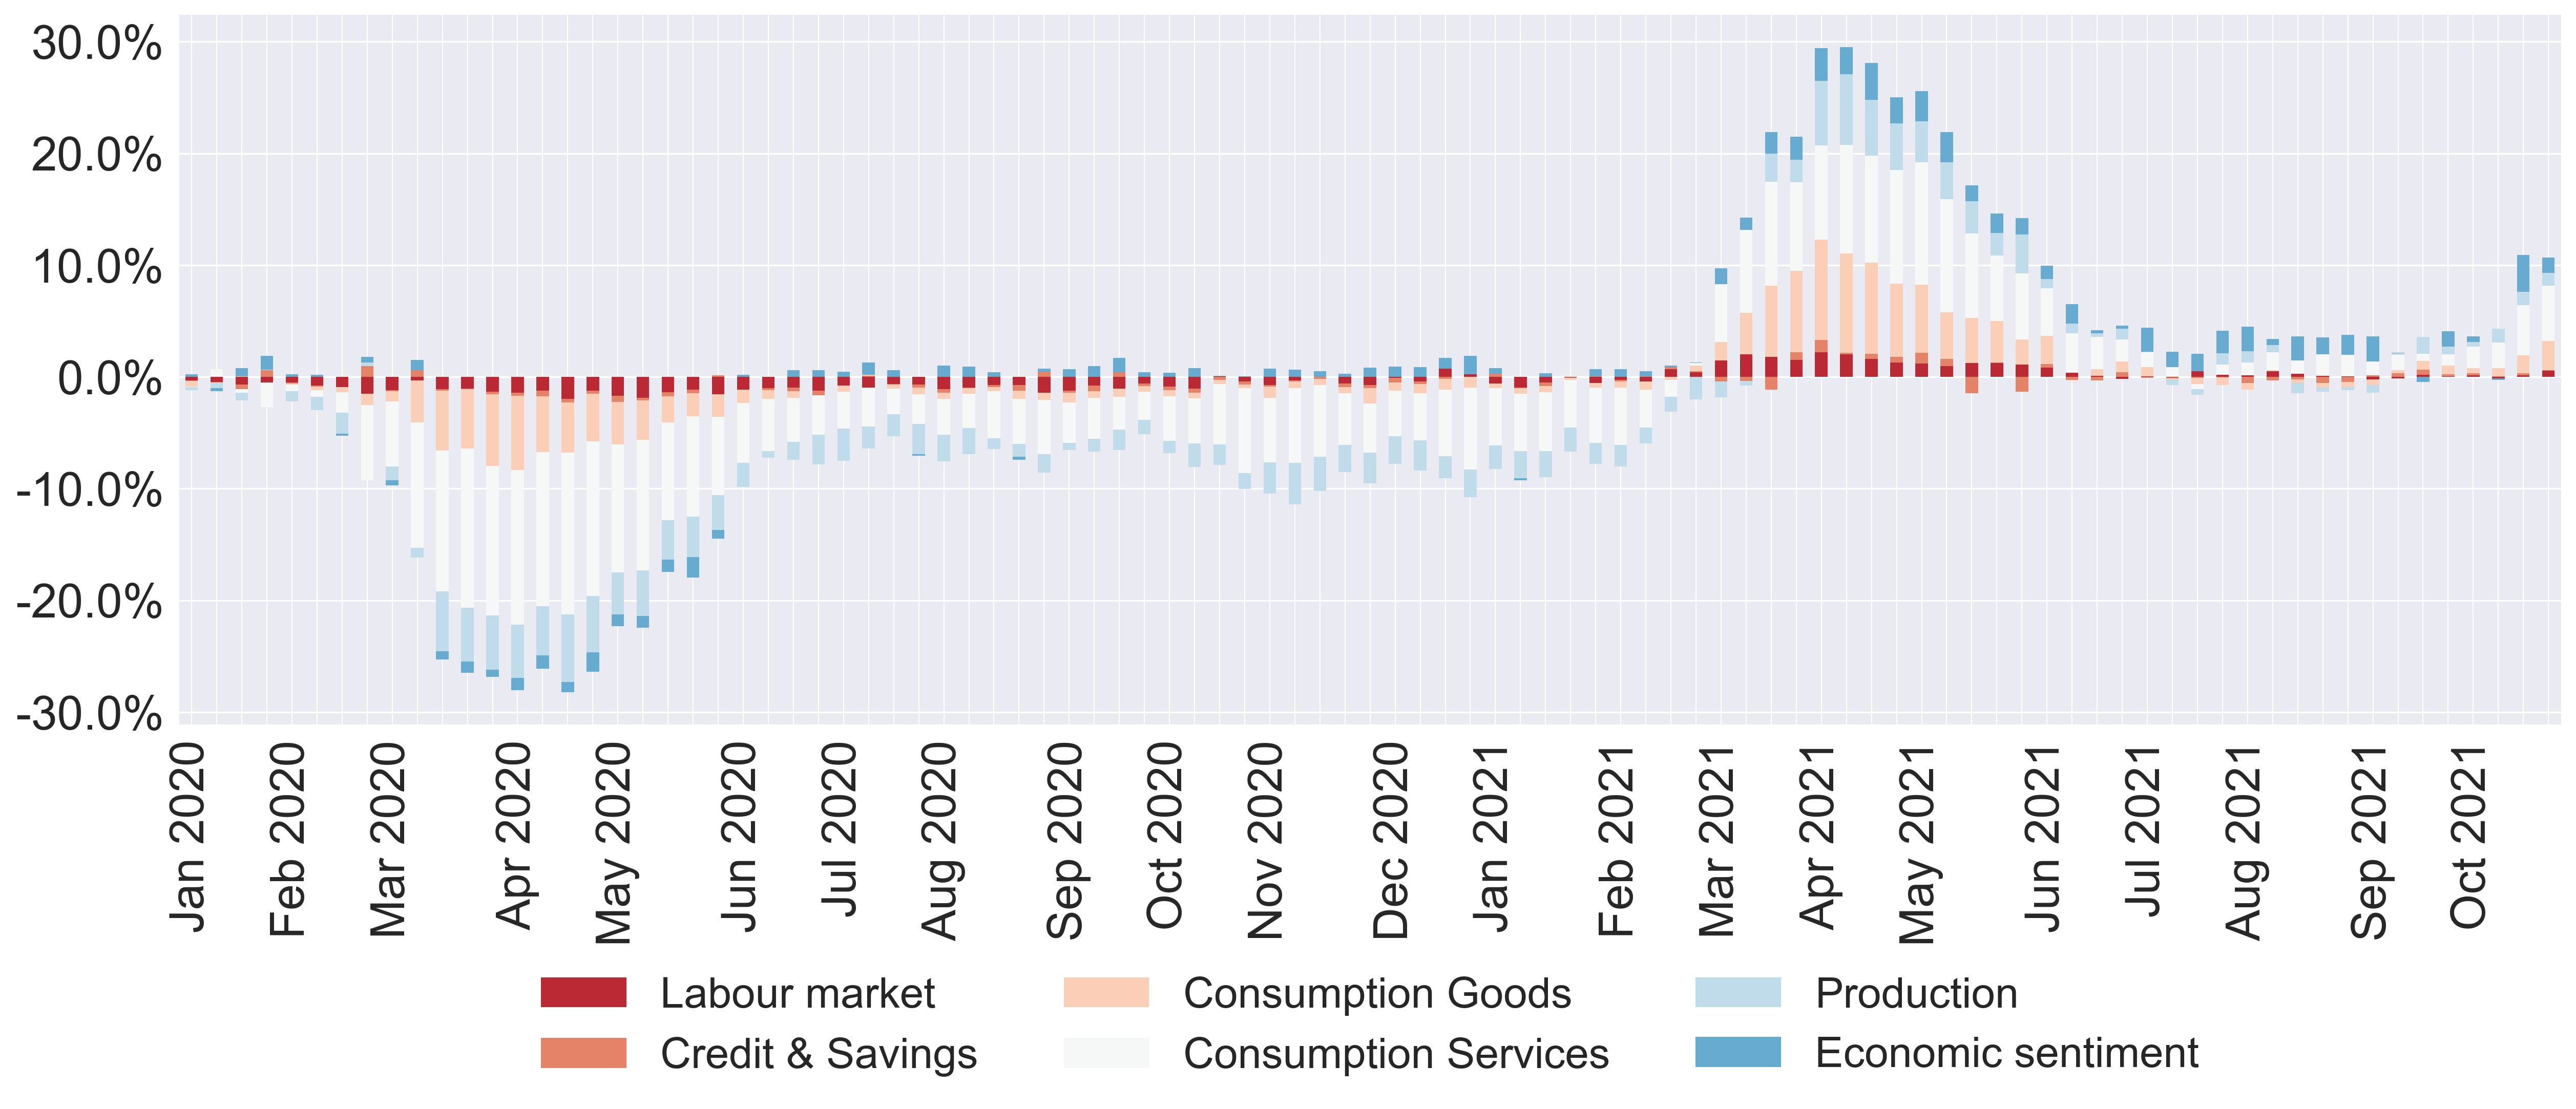 30.0%
20.0%
10.0%
0.0%
-10.0%
-20.0%
-30.0%
Jan 2020
Feb 2020
Mar 2020
Apr 2020
May 2020
Jun 2020
Jul 2020
Aug 2020
Sep 2020
Oct 2020
Nov 2020
Dec 2020
Jan 2021
Feb 2021
Mar 2021
Apr 2021
May 2021
Jun 2021
Jul 2021
Aug 2021
Sep 2021
Oct 2021
Labour market
Credit & Savings
Consumption Goods
Consumption Services
Production
Economic sentiment